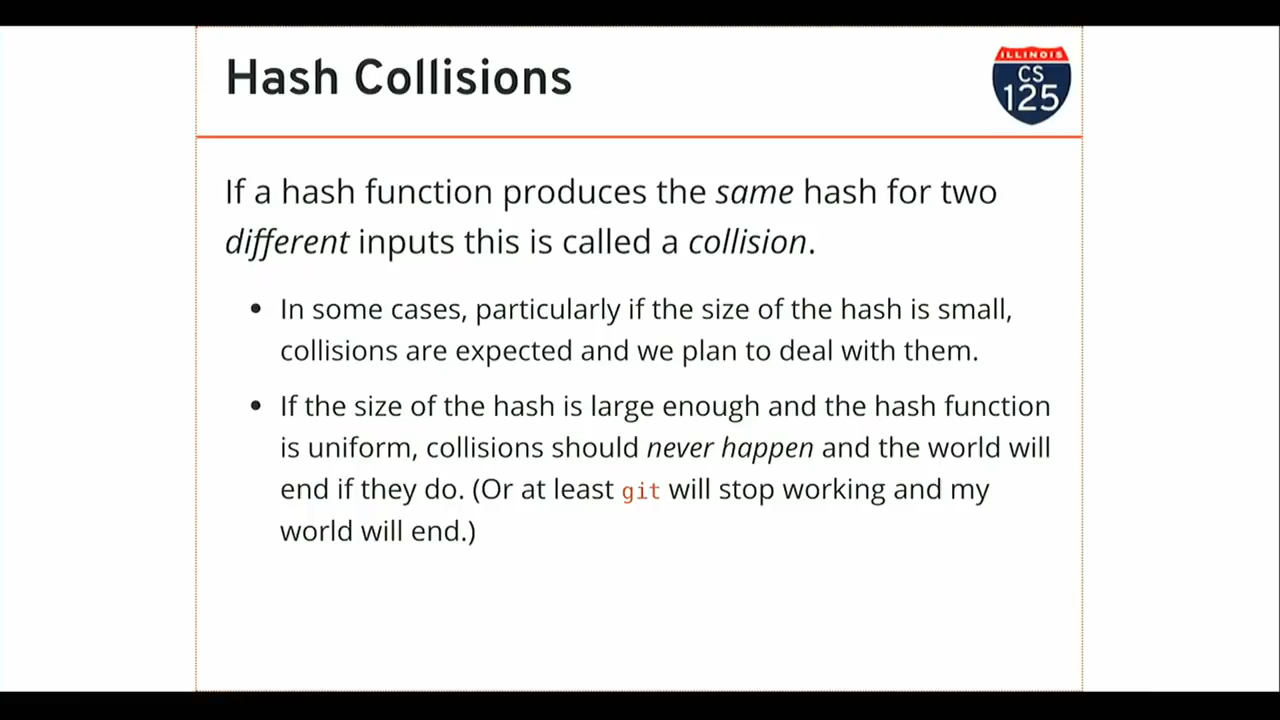 Hash Collisions
ILLINOIS
CS
125
If a hash function produces the same hash for two
different inputs this is called a collision.
• In some cases, particularly if the size of the hash is small,
collisions are expected and we plan to deal with them.
• If the size of the hash is large enough and the hash function
is uniform, collisions should never happen and the world will
end if they do. (Or at least git will stop working and my
world will end.)